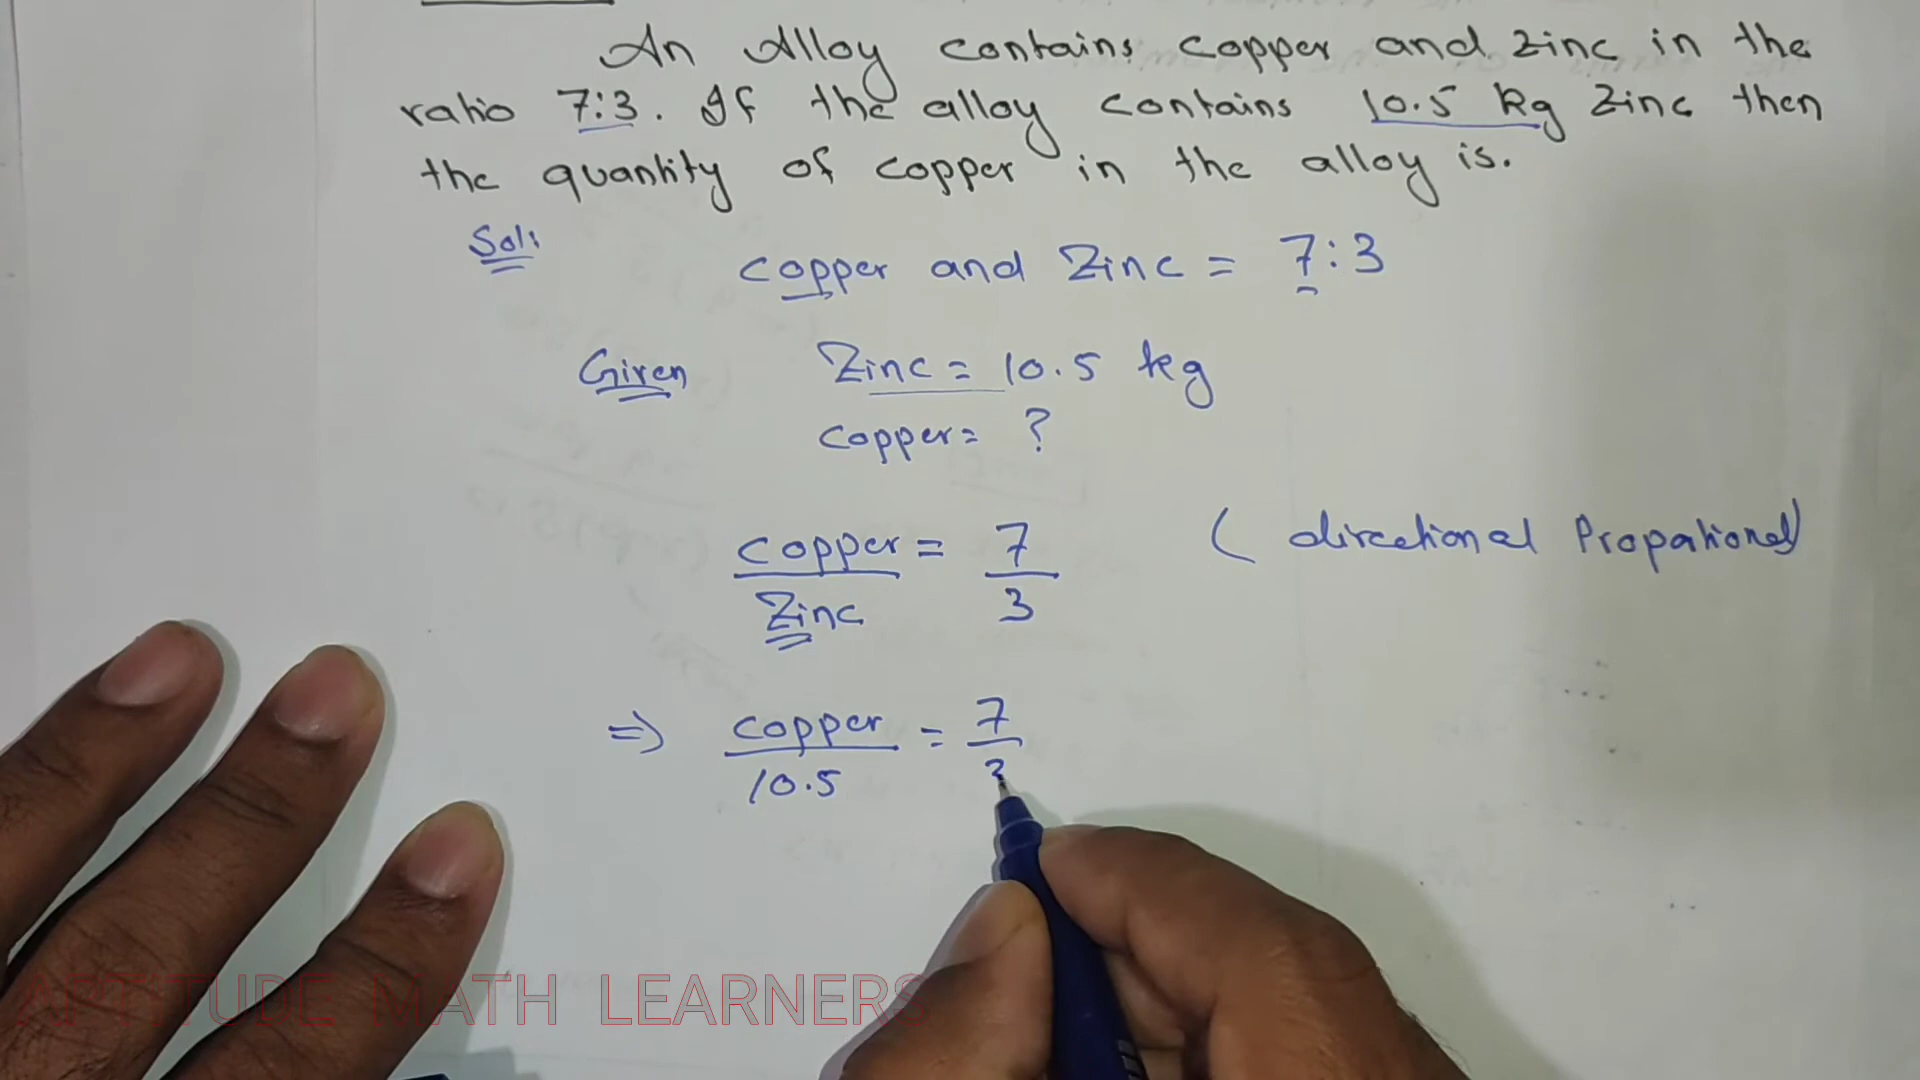 An Alloy contains copper and Zinc in the
ratio 7:3. If the alloy contains 10.5 kg Zinc then
the quantity of copper in the alloy is.
Sol:
copper and Zinc = 7:3
Given Zinc = 10.5 kg
copper = ?
copper = 7 ( directional Propational)
Zinc 3
=> copper = 7
10.5 3
APTITUDE MATH LEARNERS